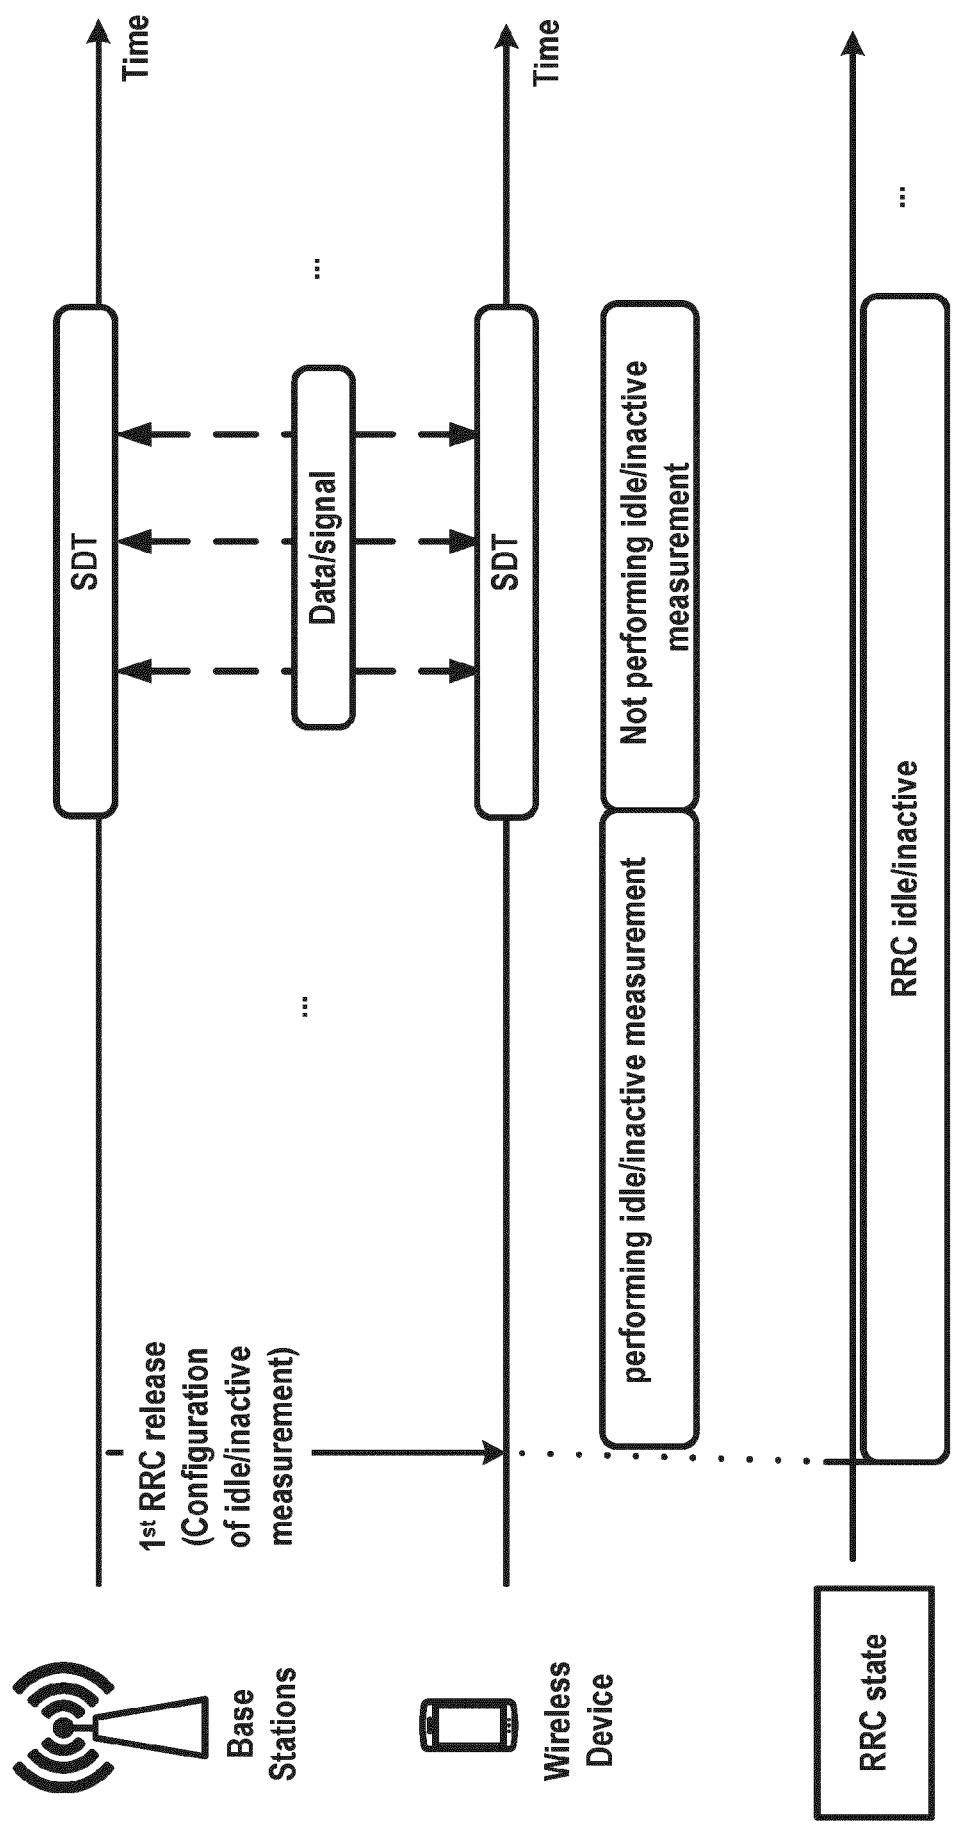 Base
Stations
1st RRC release
(Configuration
of idle/inactive
measurement)
...
SDT
Data/signal
...
Time
Wireless
Device
SDT
Time
performing idle/inactive measurement
Not performing idle/inactive
measurement
RRC state
RRC idle/inactive
...